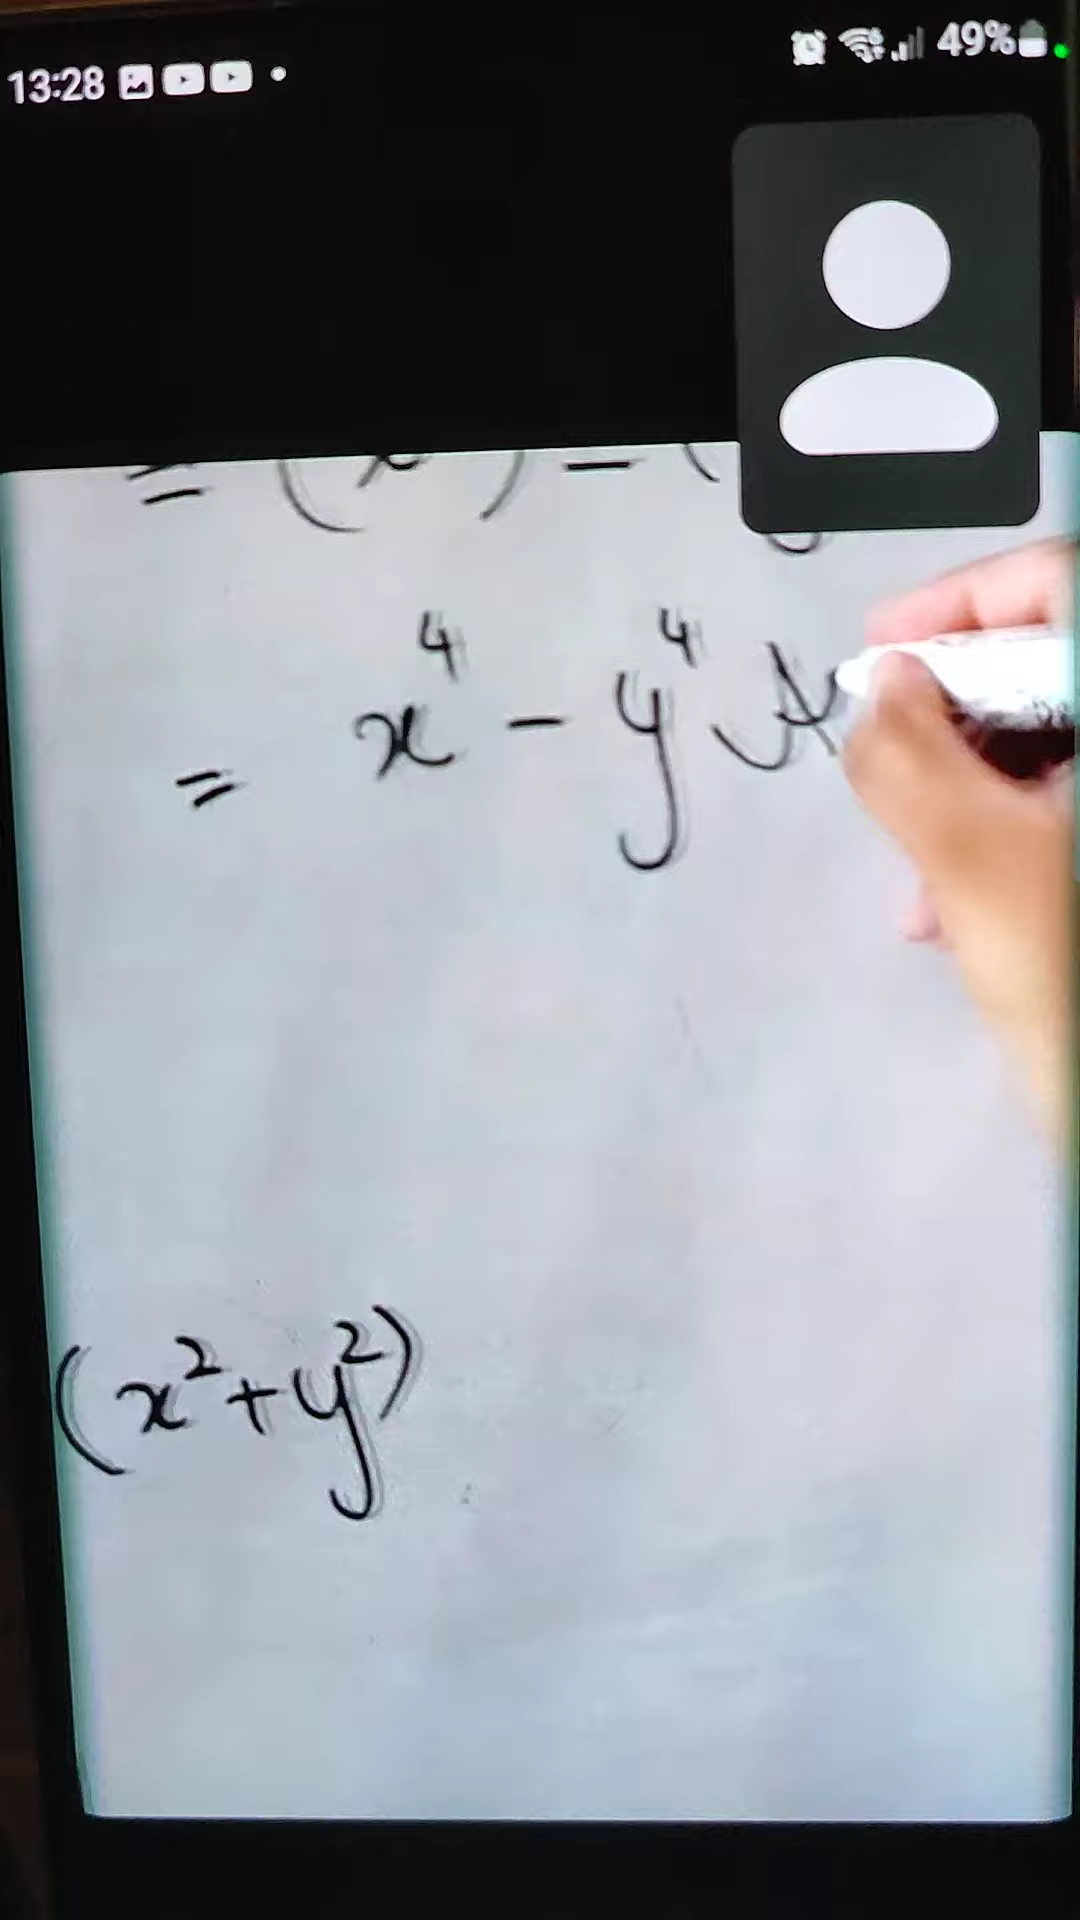 13:28 49%
= (x ) - (
= x⁴ - y⁴ A
(x²+y²)